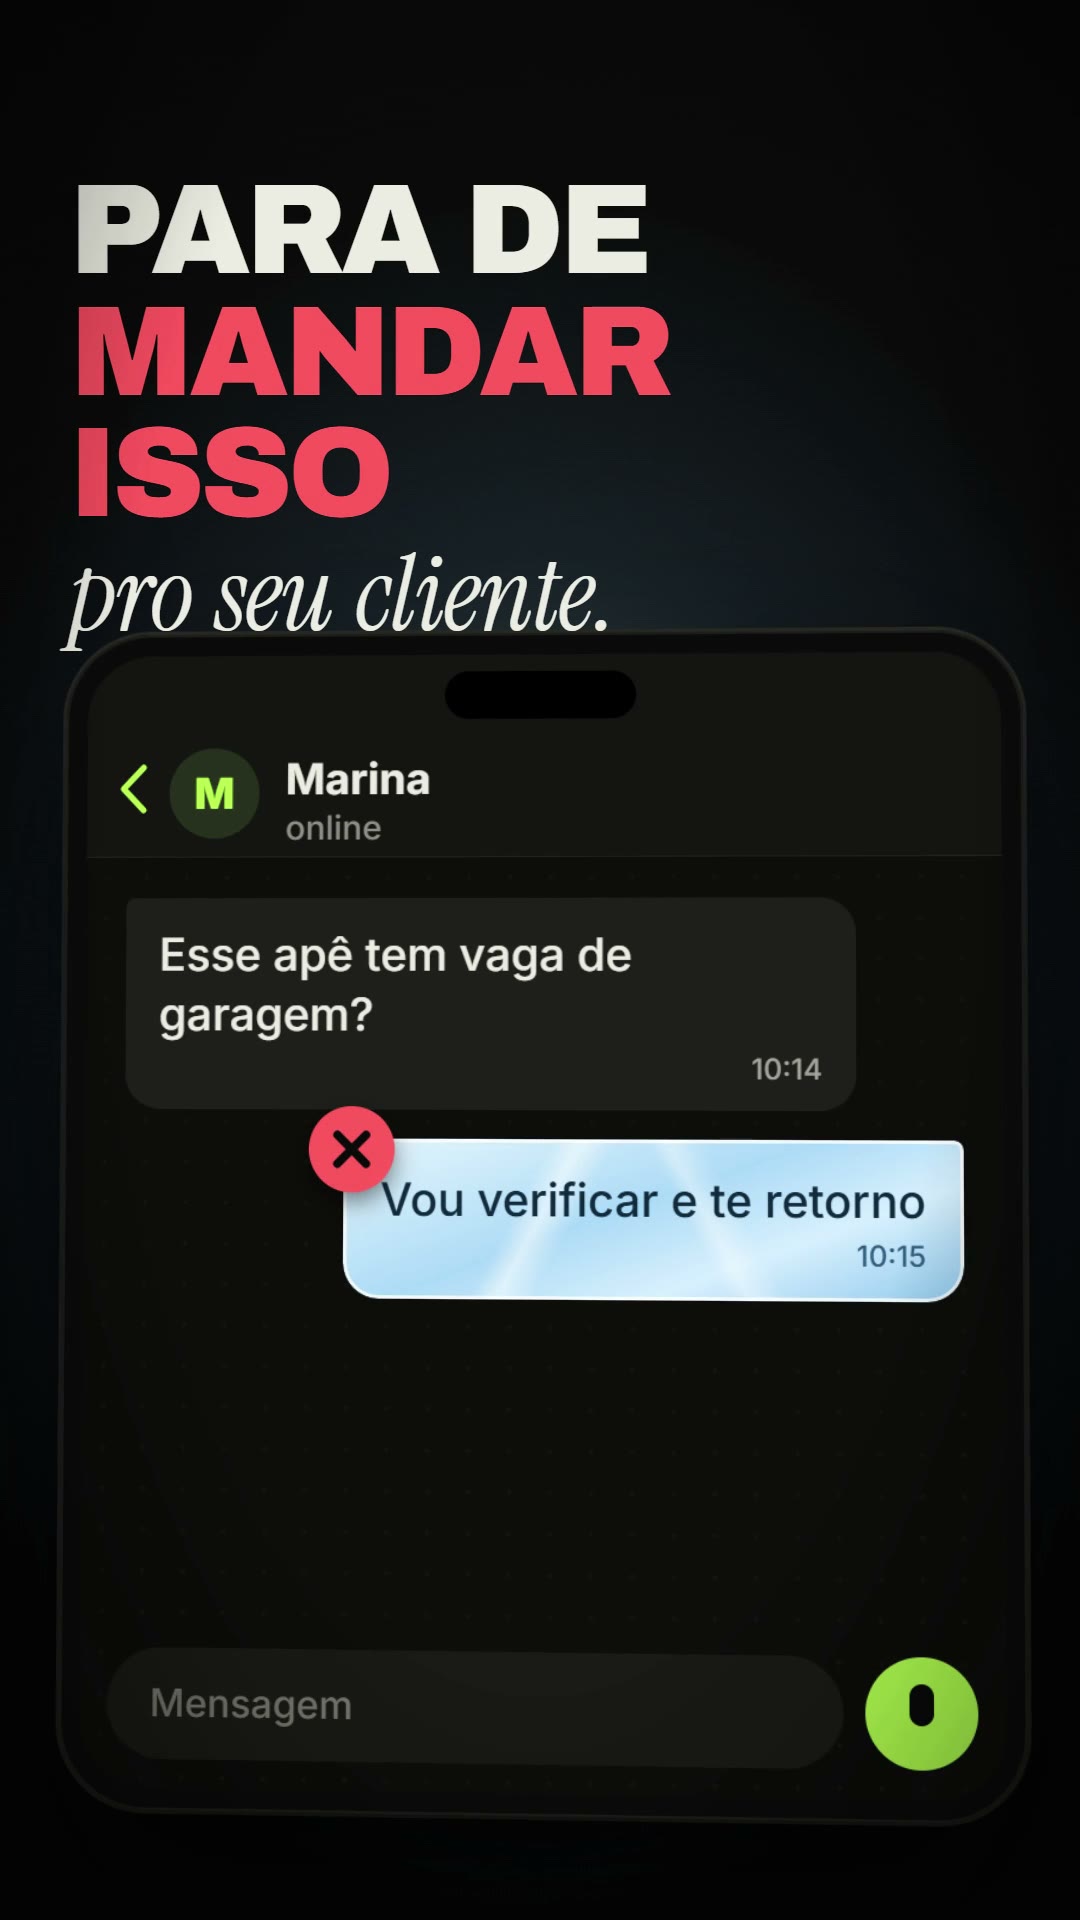 PARA DE
MANDAR
ISSO
pro seu cliente.
M
Marina
online
Esse apê tem vaga de
garagem?
10:14
Vou verificar e te retorno
10:15
Mensagem